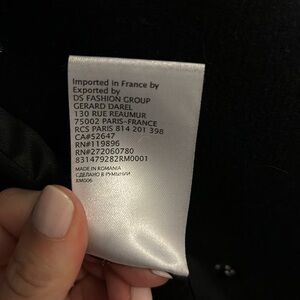 Imported in France by
Exported by
DS FASHION GROUP
GERARD DAREL
130 RUE REAUMUR
75002 PARIS-FRANCE
RCS PARIS 814 201 398
CA#52647
RN#119896
RN#272060780
831479282RM0001
MADE IN ROMANIA
СДЕЛАНО В РУМЫНИИ
XM006